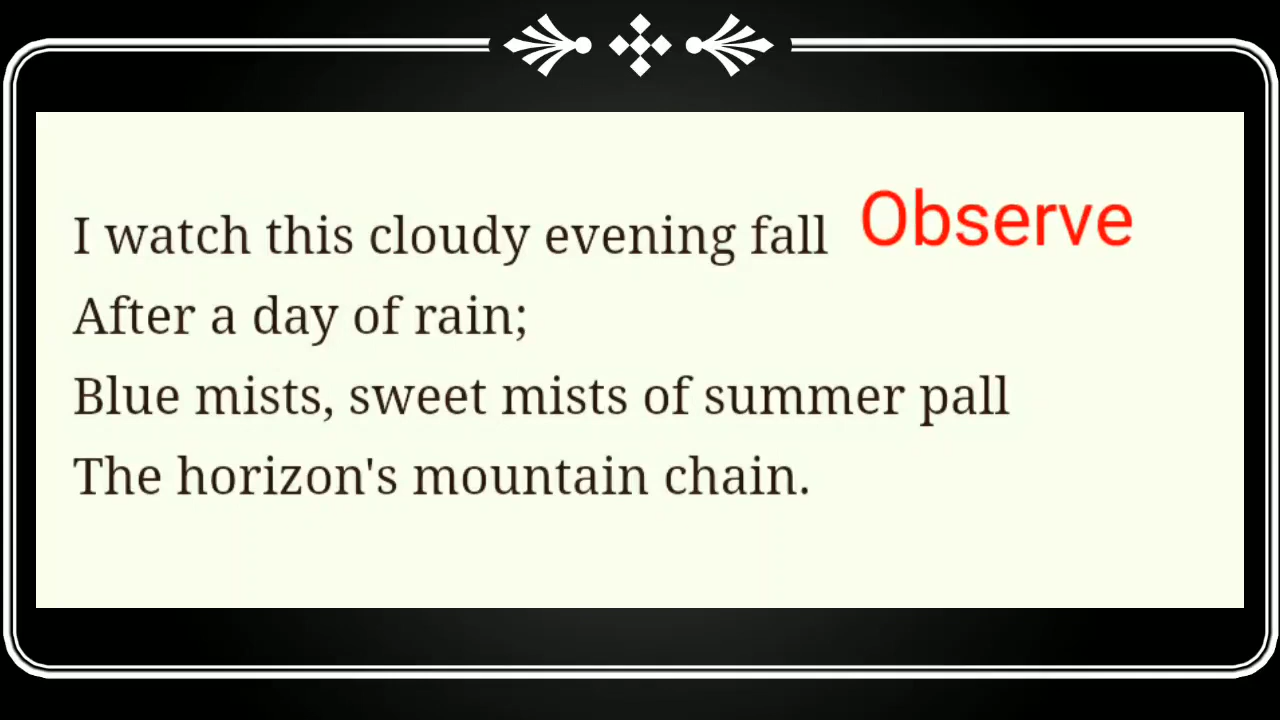 I watch this cloudy evening fall Observe
After a day of rain;
Blue mists, sweet mists of summer pall
The horizon's mountain chain.